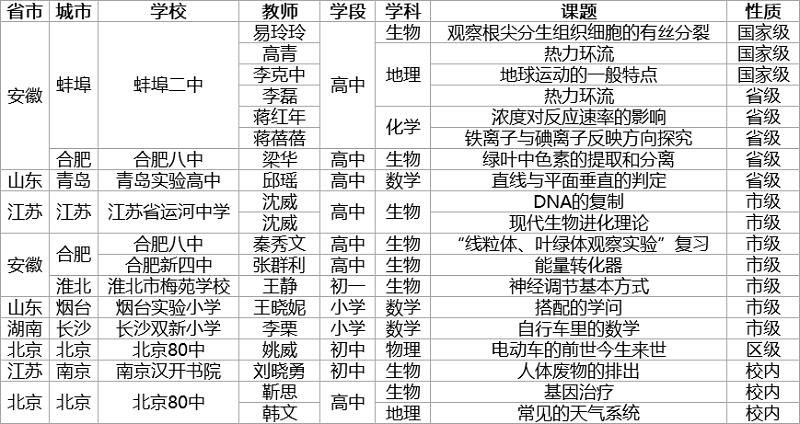 省市 城市 学校 教师 学段 学科 课题 性质
安徽 蚌埠 蚌埠二中 易玲玲 高中 生物 观察根尖分生组织细胞的有丝分裂 国家级
高青 地理 热力环流 国家级
李克中 地球运动的一般特点 国家级
李磊 热力环流 省级
蒋红年 化学 浓度对反应速率的影响 省级
蒋蓓蓓 铁离子与碘离子反映方向探究 省级
合肥 合肥八中 梁华 高中 生物 绿叶中色素的提取和分离 省级
山东 青岛 青岛实验高中 邱瑶 高中 数学 直线与平面垂直的判定 省级
江苏 江苏 江苏省运河中学 沈威 高中 生物 DNA的复制 市级
沈威 现代生物进化理论 市级
安徽 合肥 合肥八中 秦秀文 高中 生物 “线粒体、叶绿体观察实验”复习 市级
合肥新四中 张群利 高中 生物 能量转化器 市级
淮北 淮北市梅苑学校 王静 初一 生物 神经调节基本方式 市级
山东 烟台 烟台实验小学 王晓妮 小学 数学 搭配的学问 市级
湖南 长沙 长沙双新小学 李栗 小学 数学 自行车里的数学 市级
北京 北京 北京80中 姚威 初中 物理 电动车的前世今生来世 区级
江苏 南京 南京汉开书院 刘晓勇 初中 生物 人体废物的排出 校内
北京 北京 北京80中 靳思 高中 生物 基因治疗 校内
韩文 地理 常见的天气系统 校内